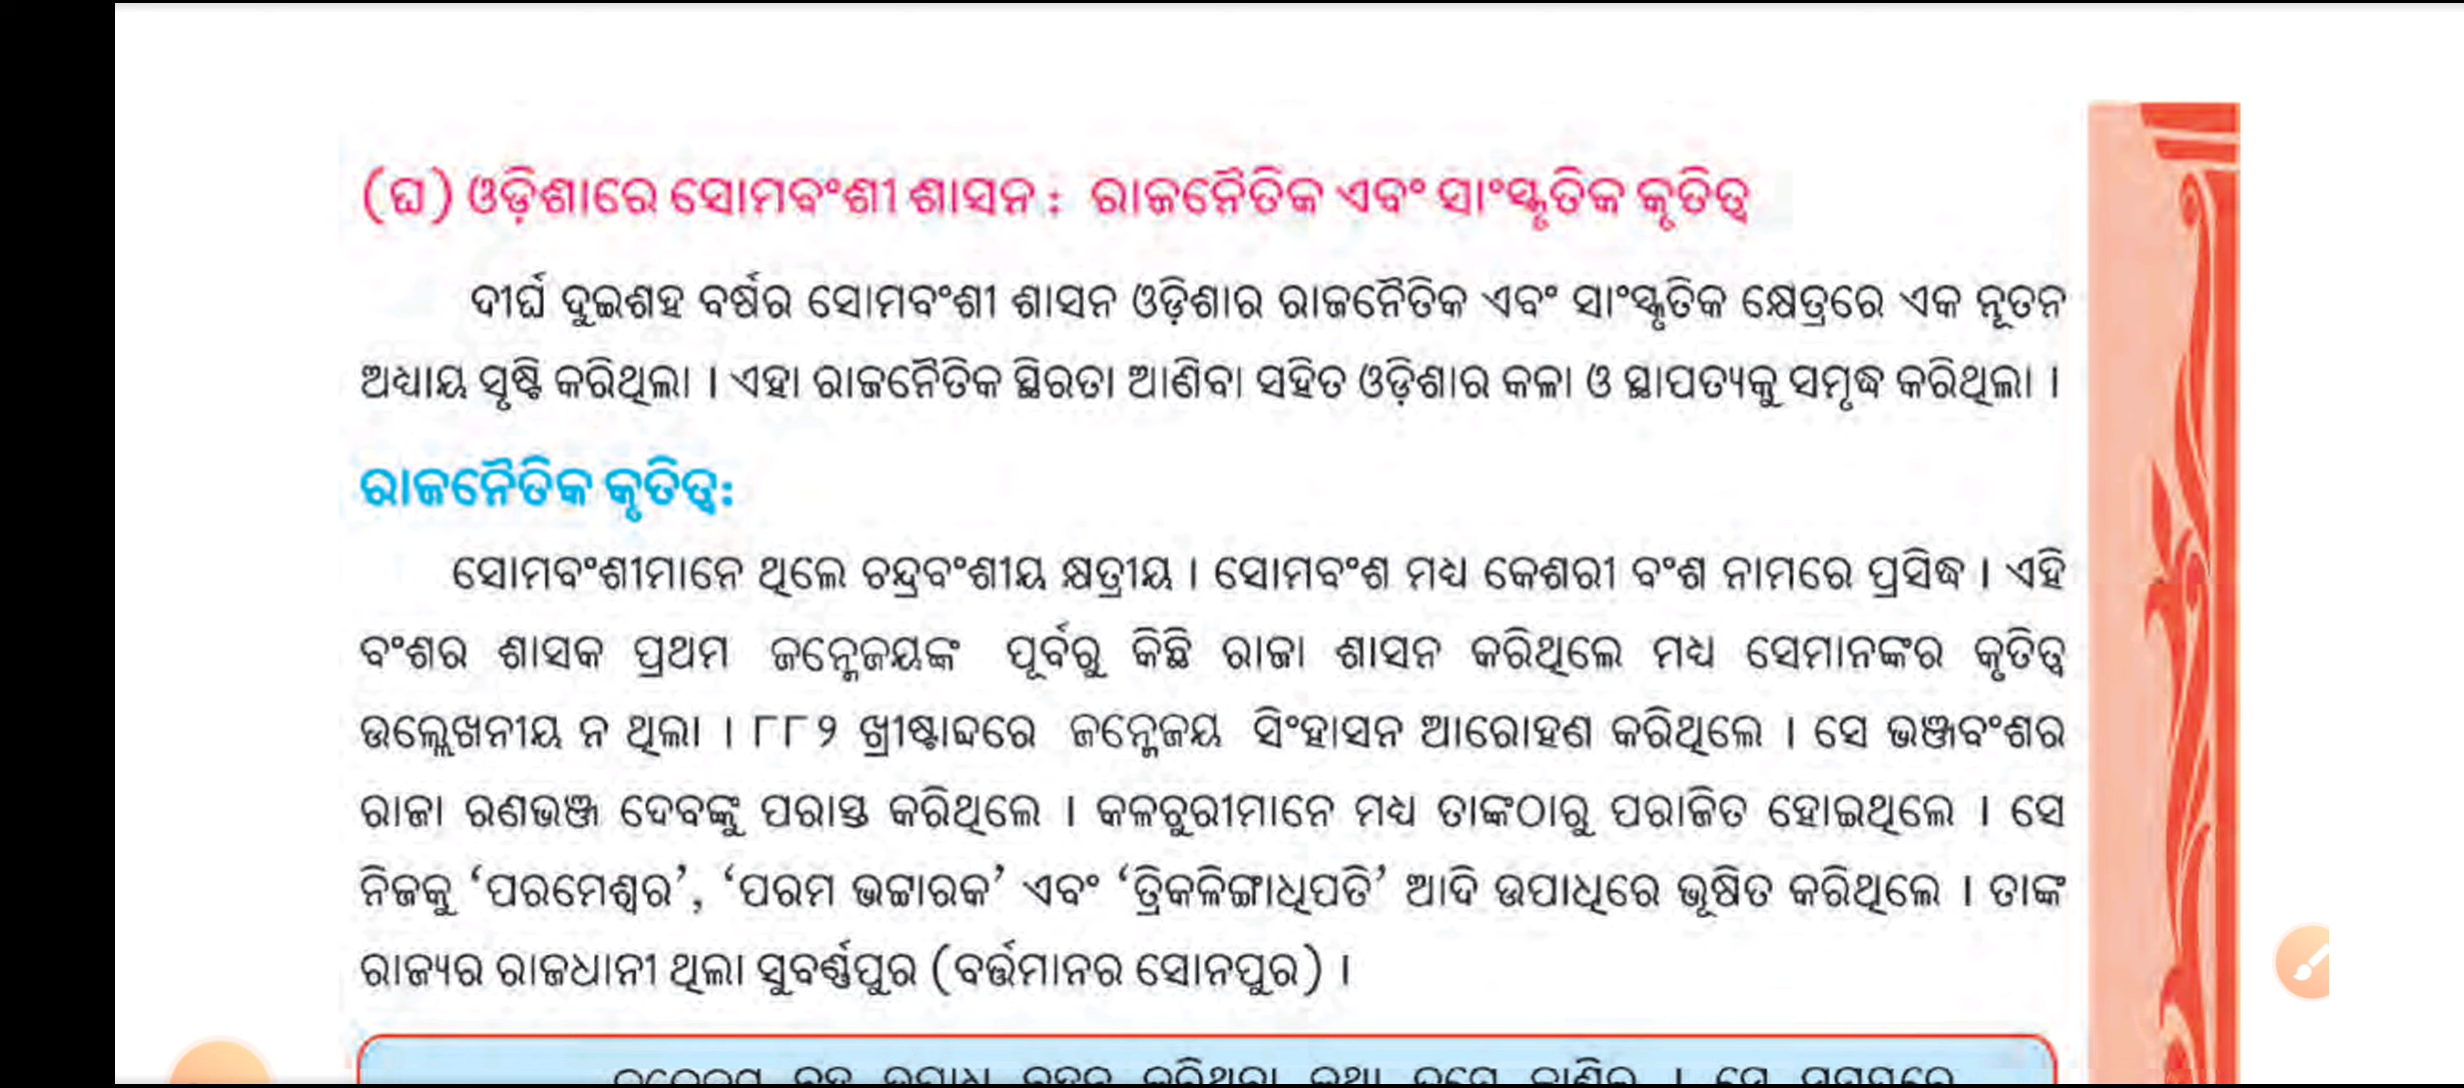 (ଘ) ଓଡ଼ିଶାରେ ସୋମବଂଶୀ ଶାସନ : ରାଜନୈତିକ ଏବଂ ସାଂସ୍କୃତିକ କୃତିତ୍ୱ
ଦୀର୍ଘ ଦୁଇଶହ ବର୍ଷର ସୋମବଂଶୀ ଶାସନ ଓଡ଼ିଶାର ରାଜନୈତିକ ଏବଂ ସାଂସ୍କୃତିକ କ୍ଷେତ୍ରରେ ଏକ ନୂତନ
ଅଧ୍ୟାୟ ସୃଷ୍ଟି କରିଥିଲା । ଏହା ରାଜନୈତିକ ସ୍ଥିରତା ଆଣିବା ସହିତ ଓଡ଼ିଶାର କଳା ଓ ସ୍ଥାପତ୍ୟକୁ ସମୃଦ୍ଧ କରିଥିଲା ।
ରାଜନୈତିକ କୃତିତ୍ୱ:
ସୋମବଂଶୀମାନେ ଥିଲେ ଚନ୍ଦ୍ରବଂଶୀୟ କ୍ଷତ୍ରୀୟ । ସୋମବଂଶ ମଧ୍ୟ କେଶରୀ ବଂଶ ନାମରେ ପ୍ରସିଦ୍ଧ । ଏହି
ବଂଶର ଶାସକ ପ୍ରଥମ ଜନ୍ମେଜୟଙ୍କ ପୂର୍ବରୁ କିଛି ରାଜା ଶାସନ କରିଥିଲେ ମଧ୍ୟ ସେମାନଙ୍କର କୃତିତ୍ୱ
ଉଲ୍ଲେଖନୀୟ ନ ଥିଲା । ୮୮୨ ଖ୍ରୀଷ୍ଟାବ୍ଦରେ ଜନ୍ମେଜୟ ସିଂହାସନ ଆରୋହଣ କରିଥିଲେ । ସେ ଭଞ୍ଜବଂଶର
ରାଜା ରଣଭଞ୍ଜ ଦେବଙ୍କୁ ପରାସ୍ତ କରିଥିଲେ । କଳଚୁରୀମାନେ ମଧ୍ୟ ତାଙ୍କଠାରୁ ପରାଜିତ ହୋଇଥିଲେ । ସେ
ନିଜକୁ ‘ପରମେଶ୍ୱର’, ‘ପରମ ଭଟ୍ଟାରକ’ ଏବଂ ‘ତ୍ରିକଳିଙ୍ଗାଧିପତି’ ଆଦି ଉପାଧିରେ ଭୂଷିତ କରିଥିଲେ । ତାଙ୍କ
ରାଜ୍ୟର ରାଜଧାନୀ ଥିଲା ସୁବର୍ଣ୍ଣପୁର (ବର୍ତ୍ତମାନର ସୋନପୁର) ।